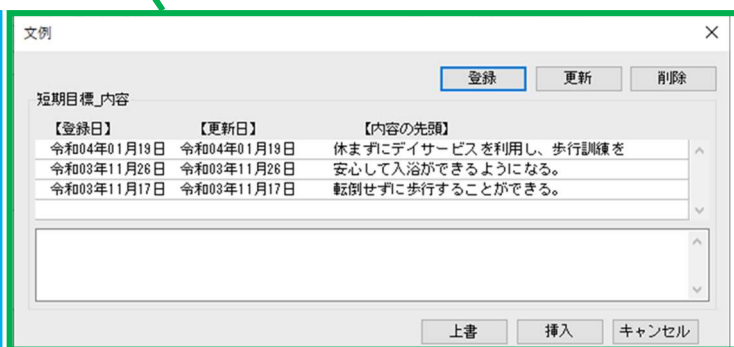 文例
登録 更新 削除
短期目標_内容
【登録日】 【更新日】 【内容の先頭】
令和04年01月19日 令和04年01月19日 休まずにデイサービスを利用し、歩行訓練を
令和03年11月26日 令和03年11月26日 安心して入浴ができるようになる。
令和03年11月17日 令和03年11月17日 転倒せずに歩行することができる。
上書 挿入 キャンセル